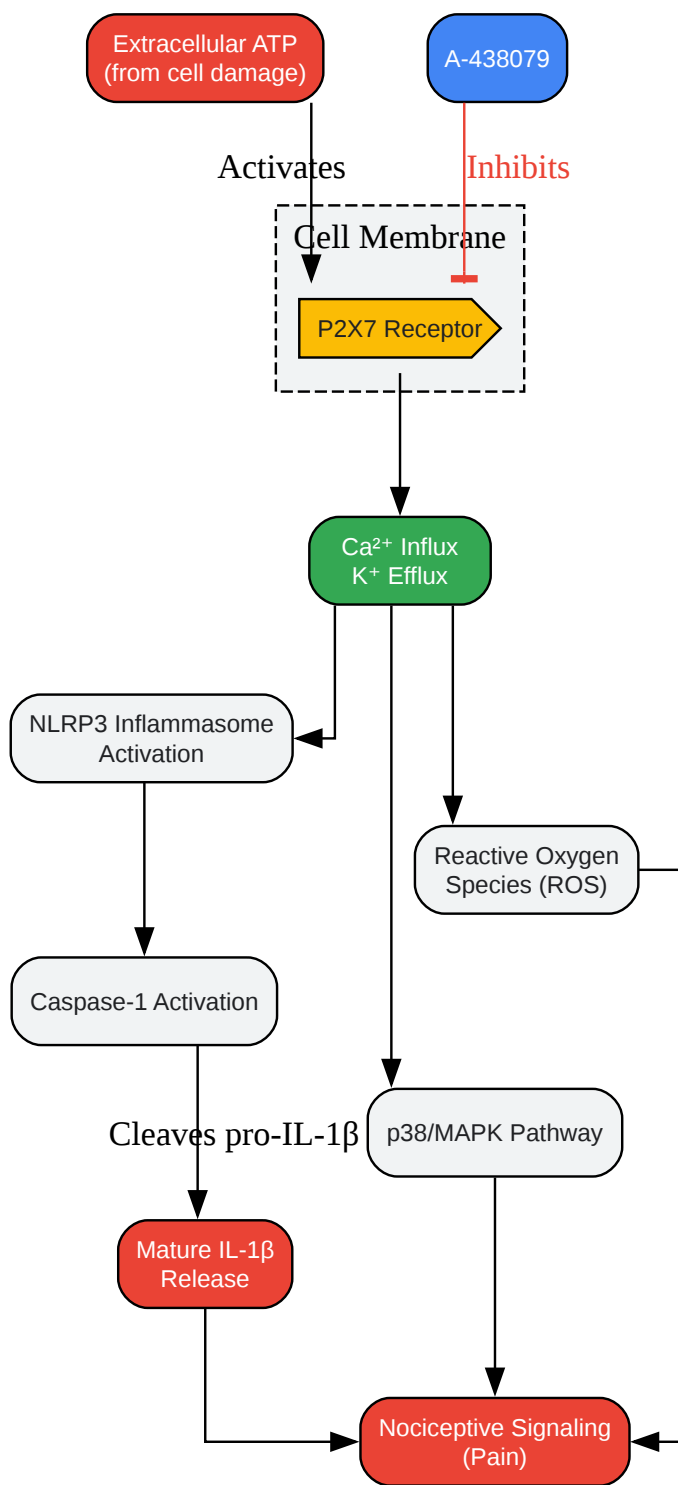 Extracellular ATP
(from cell damage)
A-438079
Activates
Inhibits
Cell Membrane
P2X7 Receptor
Ca²⁺ Influx
K⁺ Efflux
NLRP3 Inflammasome
Activation
Reactive Oxygen
Species (ROS)
Caspase-1 Activation
Cleaves pro-IL-1β
p38/MAPK Pathway
Mature IL-1β
Release
Nociceptive Signaling
(Pain)